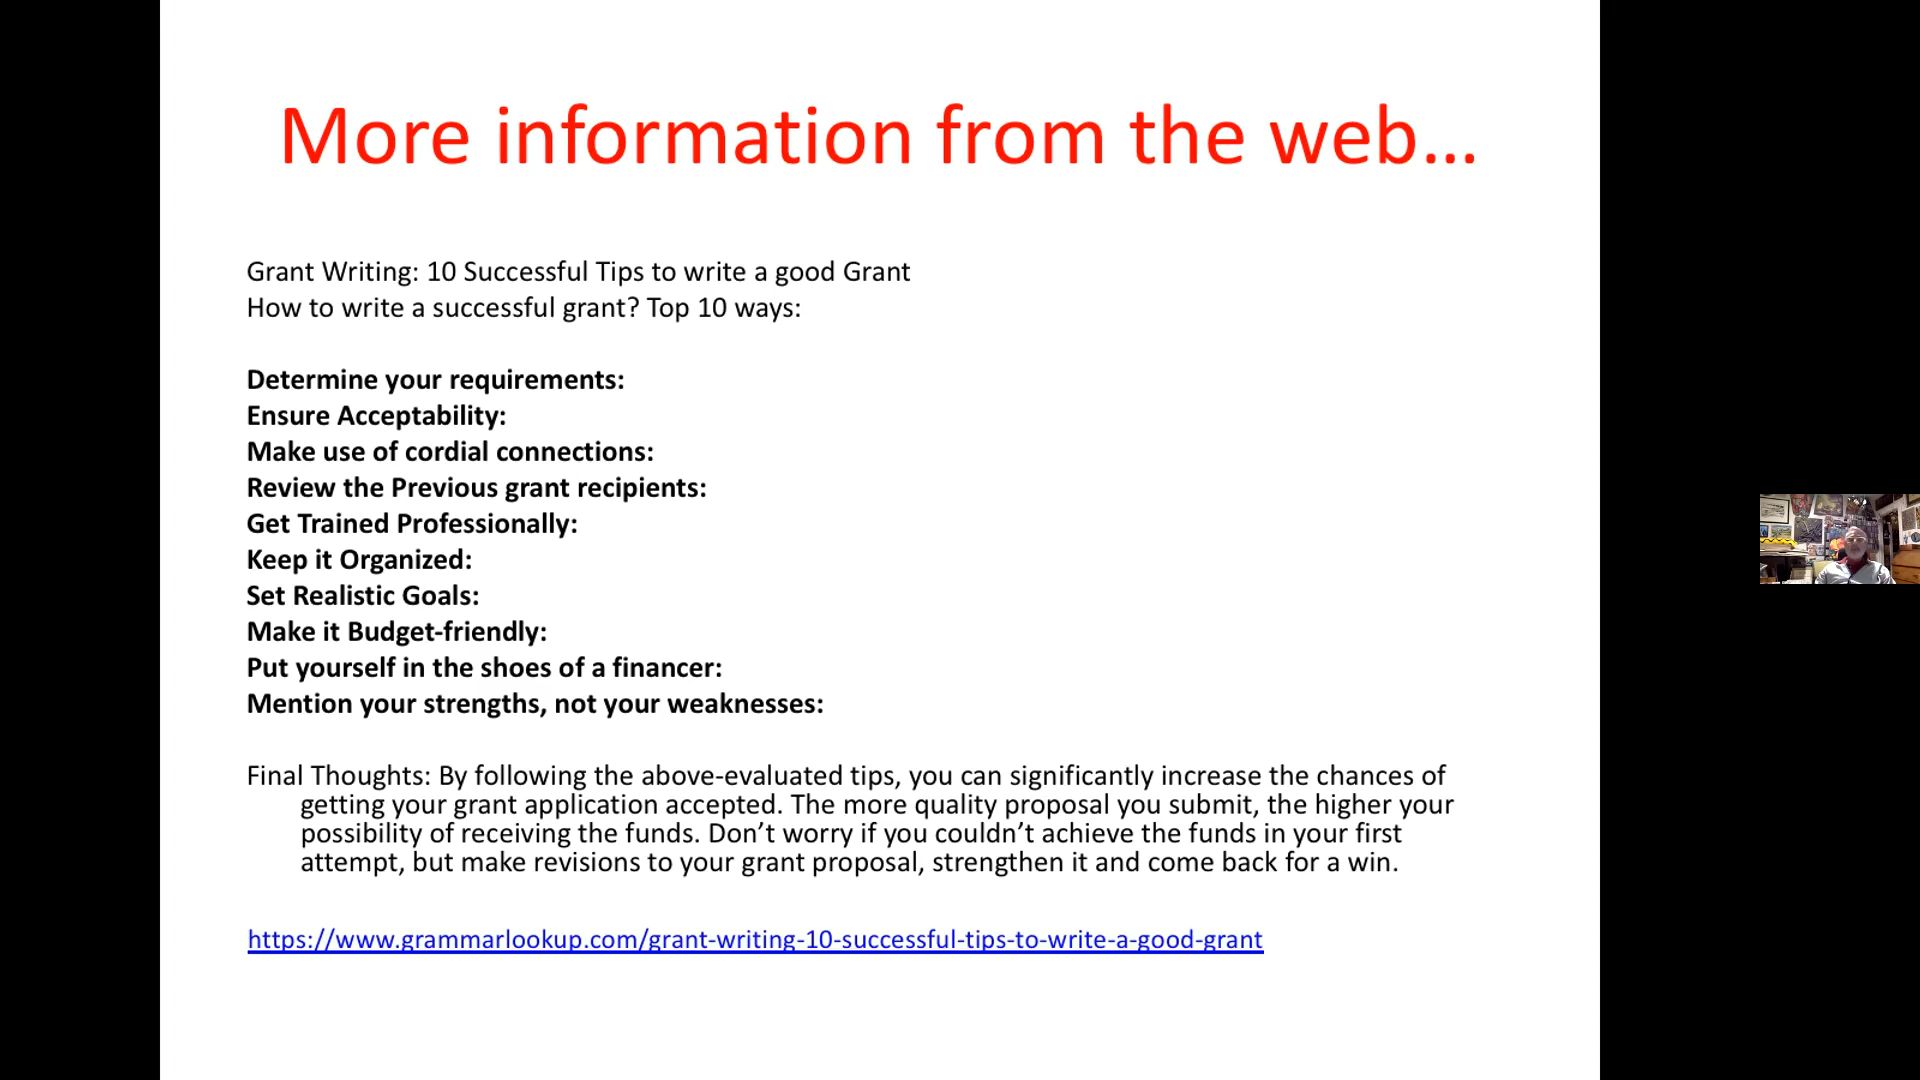 More information from the web...
Grant Writing: 10 Successful Tips to write a good Grant
How to write a successful grant? Top 10 ways:
Determine your requirements:
Ensure Acceptability:
Make use of cordial connections:
Review the Previous grant recipients:
Get Trained Professionally:
Keep it Organized:
Set Realistic Goals:
Make it Budget-friendly:
Put yourself in the shoes of a financer:
Mention your strengths, not your weaknesses:
Final Thoughts: By following the above-evaluated tips, you can significantly increase the chances of
getting your grant application accepted. The more quality proposal you submit, the higher your
possibility of receiving the funds. Don’t worry if you couldn’t achieve the funds in your first
attempt, but make revisions to your grant proposal, strengthen it and come back for a win.
https://www.grammarlookup.com/grant-writing-10-successful-tips-to-write-a-good-grant